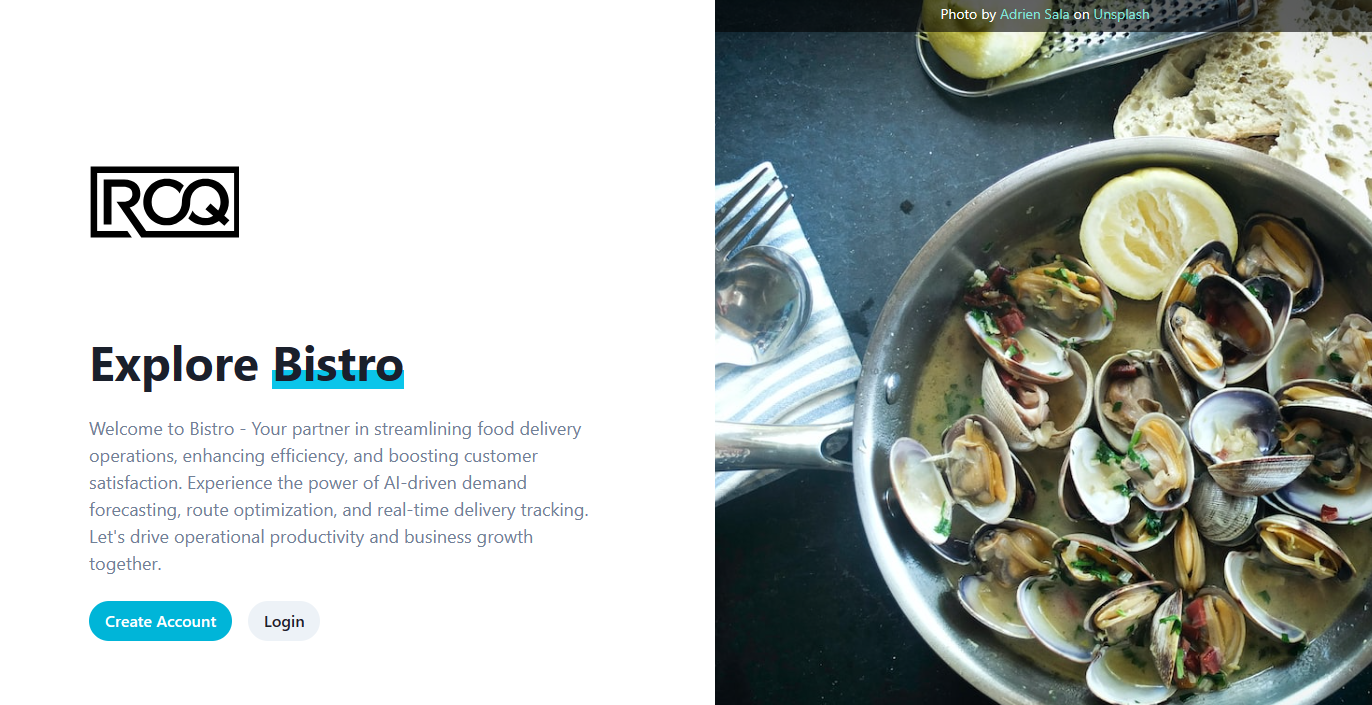 Photo by Adrien Sala on Unsplash
ROQ
Explore Bistro
Welcome to Bistro - Your partner in streamlining food delivery
operations, enhancing efficiency, and boosting customer
satisfaction. Experience the power of AI-driven demand
forecasting, route optimization, and real-time delivery tracking.
Let's drive operational productivity and business growth
together.
Create Account
Login